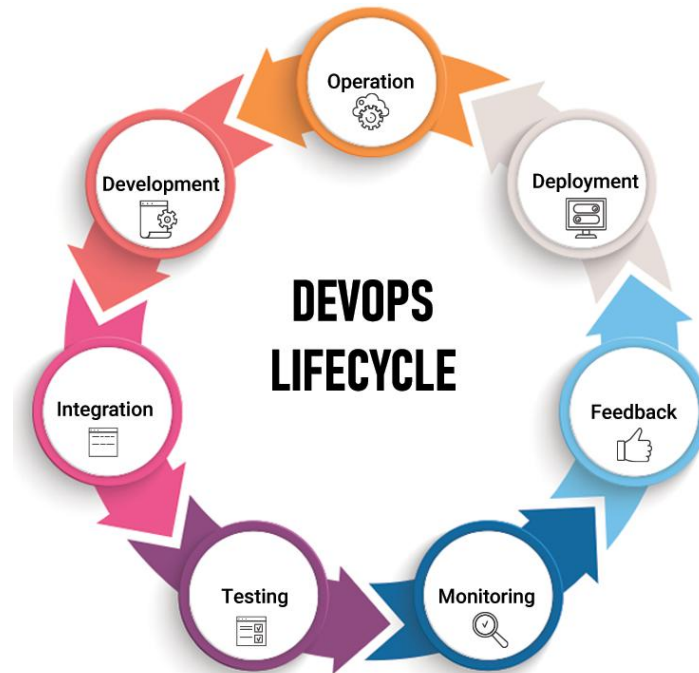 Operation
Development
Deployment
DEVOPS
LIFECYCLE
Integration
Feedback
Testing
Monitoring